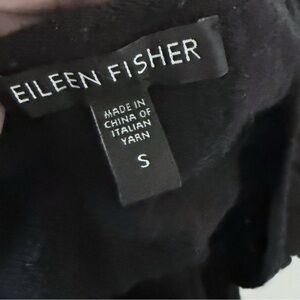 EILEEN FISHER
MADE IN
CHINA OF
ITALIAN
YARN
S